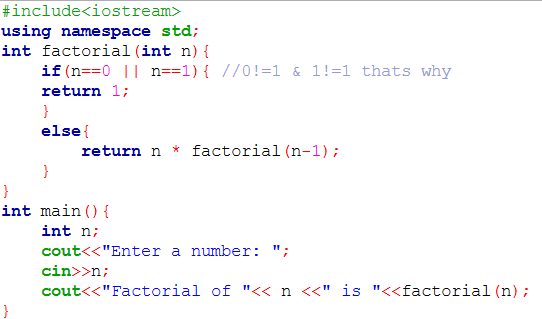 #include<iostream>
using namespace std;
int factorial(int n){
    if(n==0 || n==1){ //0!=1 & 1!=1 thats why
    return 1;
    }
    else{
        return n * factorial(n-1);
    }
}
int main(){
    int n;
    cout<<"Enter a number: ";
    cin>>n;
    cout<<"Factorial of "<< n <<" is "<<factorial(n);
}